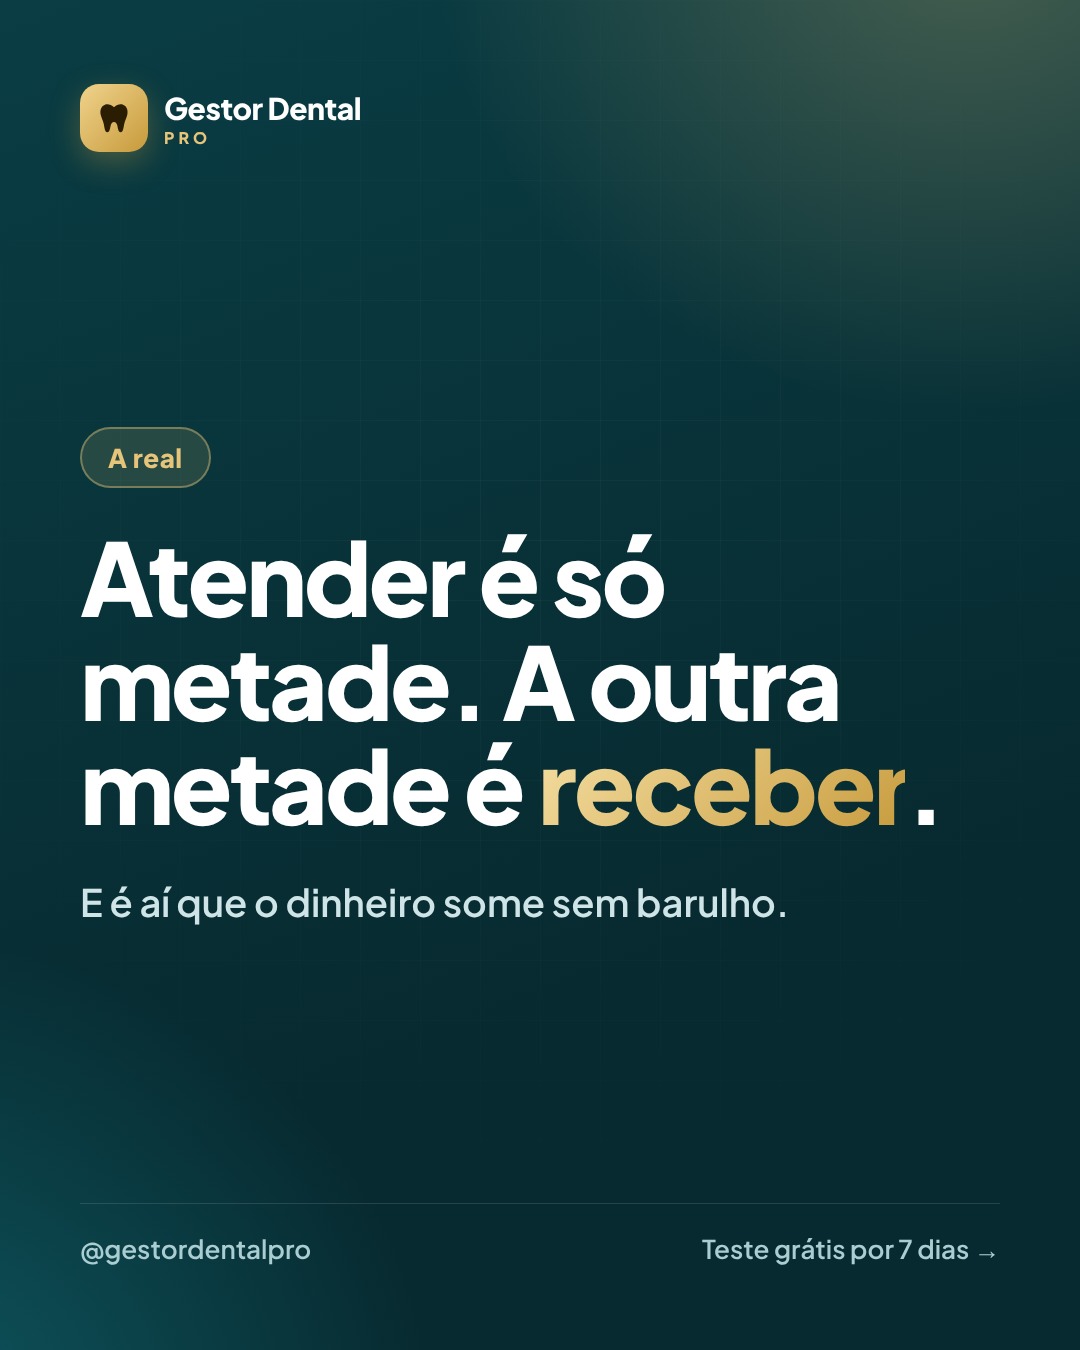 Gestor Dental
PRO
A real
Atender é só
metade. A outra
metade é receber.
E é aí que o dinheiro some sem barulho.
@gestordentalpro
Teste grátis por 7 dias →